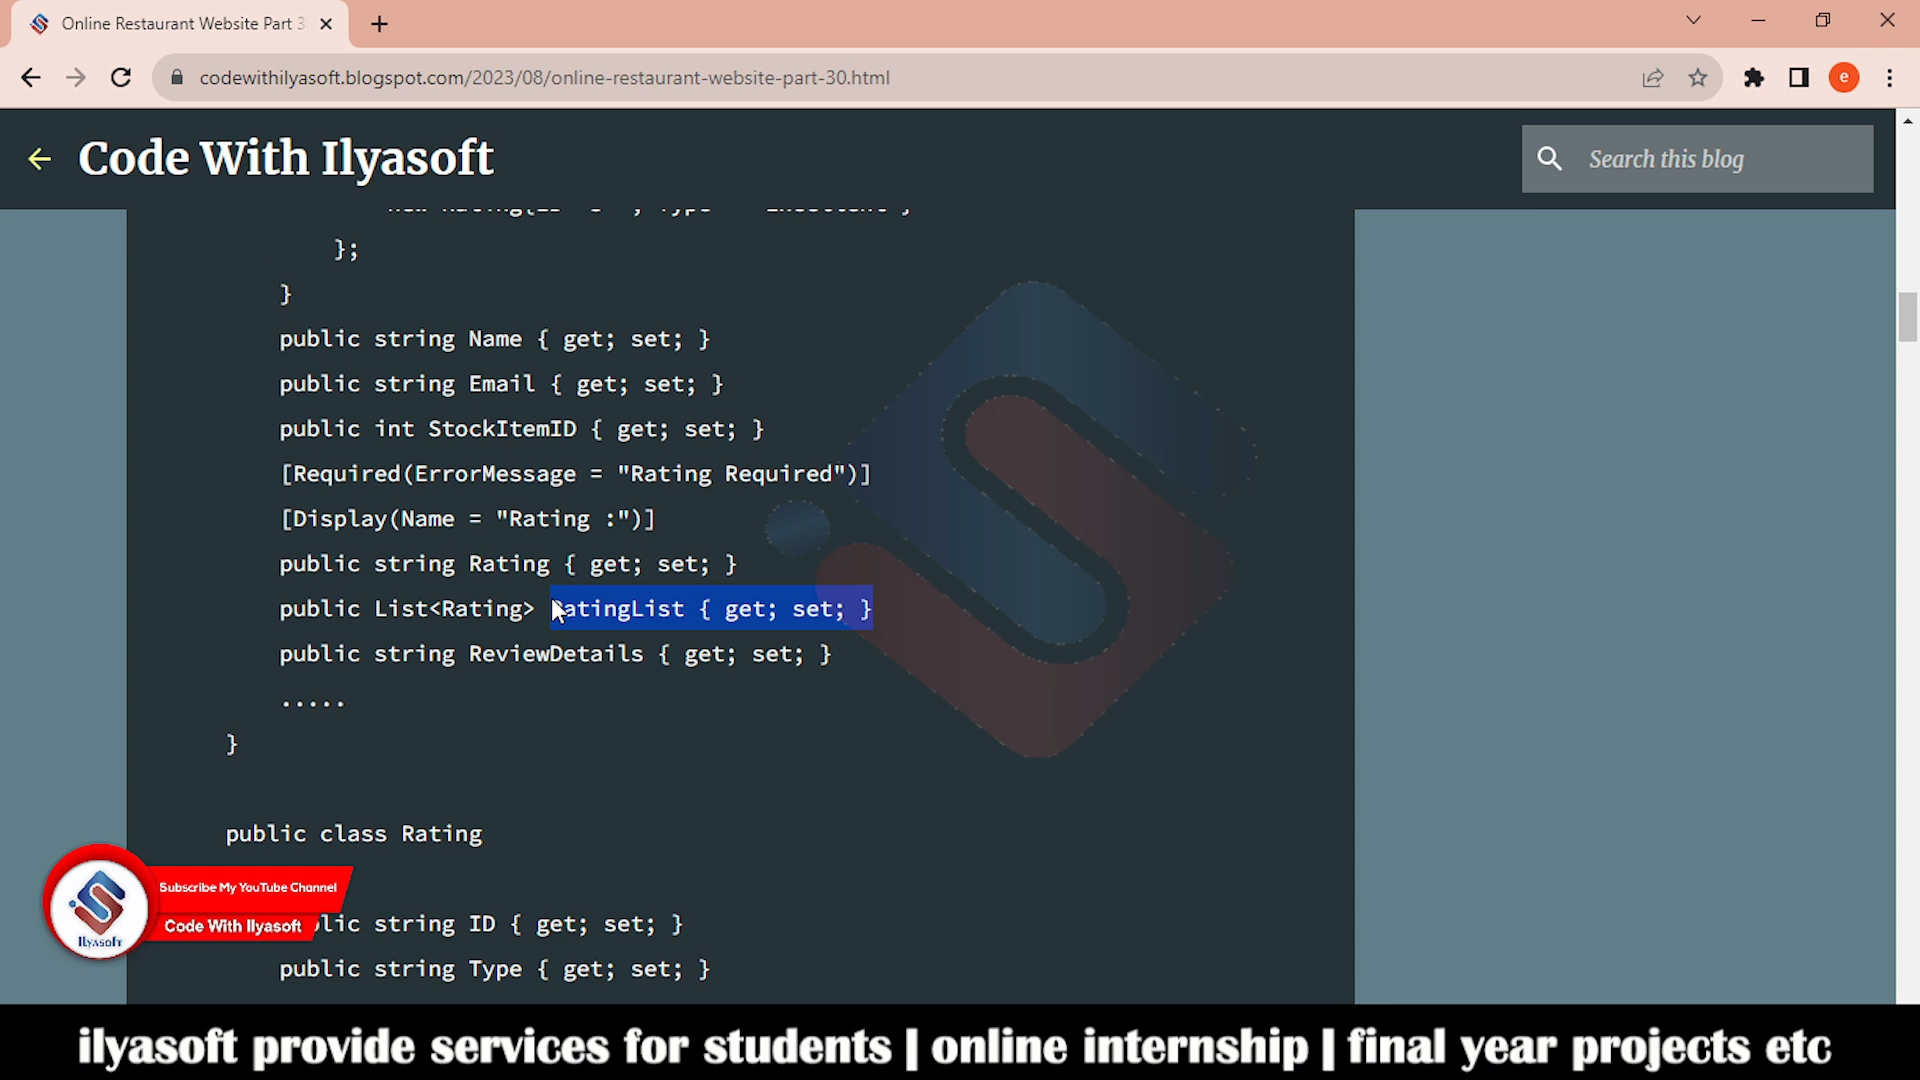 Online Restaurant Website Part 3
codewithilyasoft.blogspot.com/2023/08/online-restaurant-website-part-30.html
e
Code With Ilyasoft
Search this blog
};
}
public string Name { get; set; }
public string Email { get; set; }
public int StockItemID { get; set; }
[Required(ErrorMessage = "Rating Required")]
[Display(Name = "Rating :")]
public string Rating { get; set; }
public List<Rating> RatingList { get; set; }
public string ReviewDetails { get; set; }
.....
}
public class Rating
Subscribe My YouTube Channel
Code With Ilyasoft
Ilyasoft
string ID { get; set; }
public string Type { get; set; }
ilyasoft provide services for students | online internship | final year projects etc